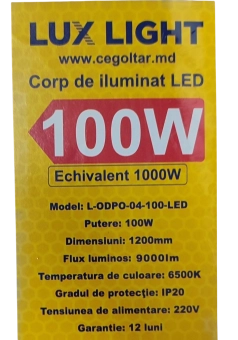 LUX LIGHT
www.cegoltar.md
Corp de iluminat LED
100W
Echivalent 1000W
Model: L-ODPO-04-100-LED
Putere: 100W
Dimensiuni: 1200mm
Flux luminos: 9000lm
Temperatura de culoare: 6500K
Gradul de protecție: IP20
Tensiunea de alimentare: 220V
Garantie: 12 luni